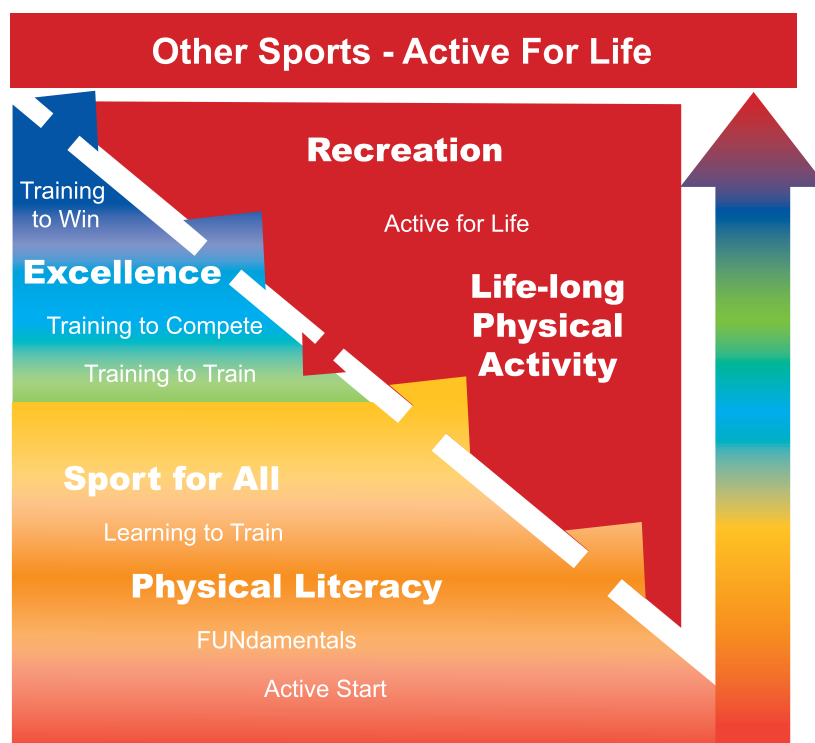 Other Sports - Active For Life
Recreation
Active for Life
Life-long
Physical
Activity
Training
to Win
Excellence
Training to Compete
Training to Train
Sport for All
Learning to Train
Physical Literacy
FUNdamentals
Active Start